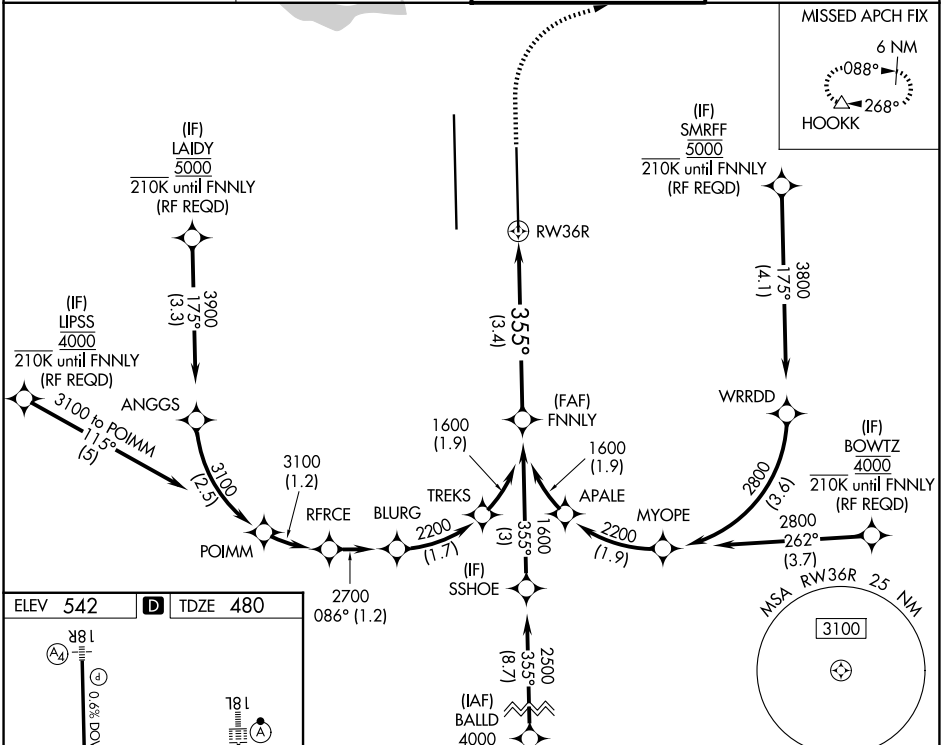 MISSED APCH FIX
6 NM
088°
268°
HOOKK
(IF)
LAIDY
5000
210K until FNNLY
(RF REQD)
(IF)
SMRFF
5000
210K until FNNLY
(RF REQD)
RW36R
3900
175°
(3.3)
3800
175°
(4.1)
(IF)
LIPSS
4000
210K until FNNLY
(RF REQD)
355°
(3.4)
3100 to POIMM
115°
(5)
ANGGS
(FAF)
FNNLY
WRRDD
(IF)
BOWTZ
4000
210K until FNNLY
(RF REQD)
3100
(2.5)
3100
(1.2)
1600
(1.9)
1600
(1.9)
2800
(3.6)
POIMM
RFRCE
BLURG
TREKS
APALE
MYOPE
2200
(1.7)
1600
355°
(3)
2200
(1.9)
2800
262°
(3.7)
2700
086° (1.2)
(IF)
SSHOE
2500
355°
(8.7)
(IAF)
BALLD
4000
MSA RW36R 25 NM
3100
ELEV 542
D
TDZE 480
18R
A4
P
0.6% DOW
18L
A